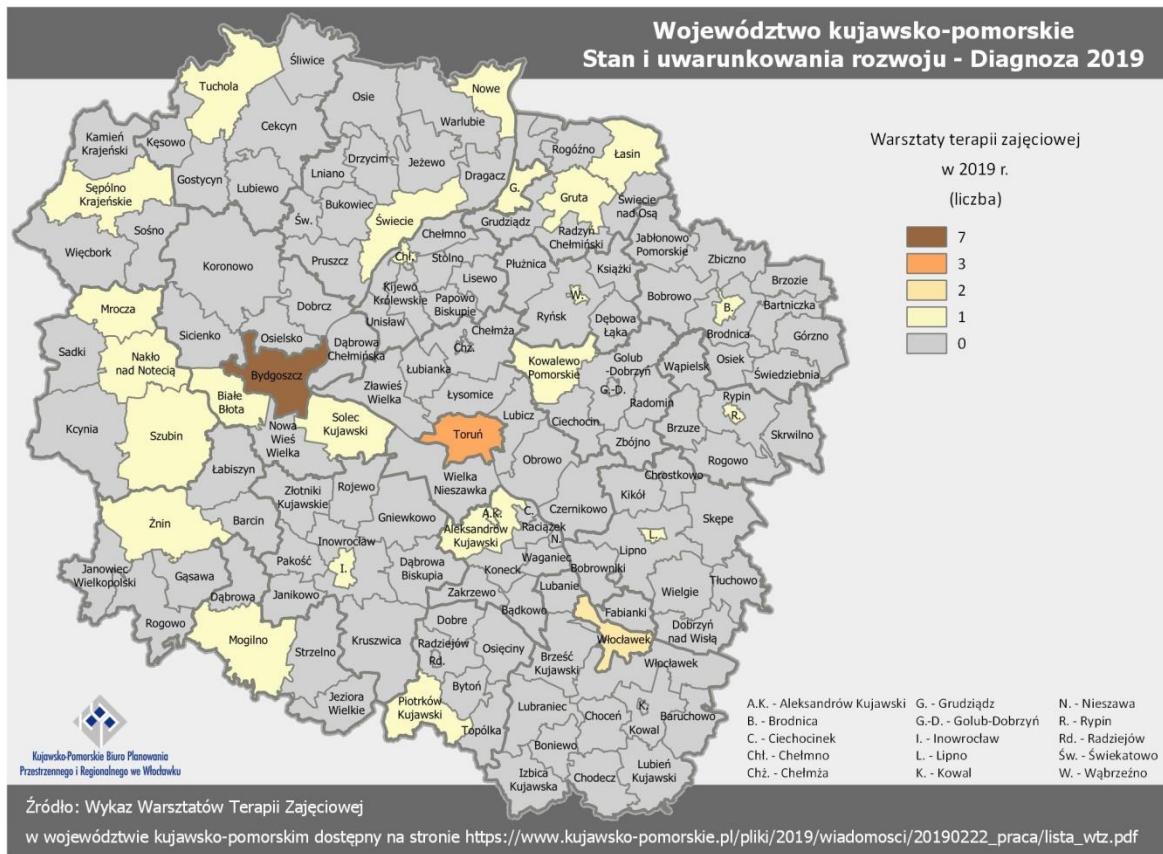 Województwo kujawsko-pomorskie
Stan i uwarunkowania rozwoju - Diagnoza 2019
Warsztaty terapii zajęciowej
w 2019 r.
(liczba)
7
3
2
1
0
Śliwice
Tuchola
Osie
Nowe
Warlubie
Cekcyn
Kamień
Krajeński
Kęsowo
Rogóźno
Łasin
Drzycim
Jeżewo
Lniano
Dragacz
Gostycyn
Lubiewo
Sępólno
Krajeńskie
G.
Gruta
Bukowiec
Św.
Świecie
Grudziądz
Świecie
nad Osą
Sośno
Więcbork
Chełmno
Radzyń
Chełmiński
Jabłonowo
Pomorskie
Koronowo
Pruszcz
Chł.
Stolno
Płużnica
Książki
Zbiczno
Brzozie
Lisewo
Kijewo
Królewskie
Papowo
Biskupie
W.
Bobrowo
B.
Bartniczka
Mrocza
Dobrcz
Unisław
Ryńsk
Dębowa
Łąka
Brodnica
Górzno
Sicienko
Osielsko
Chełmża
Chż.
Dąbrowa
Chełmińska
Sadki
Nakło
nad Notecią
Bydgoszcz
Łubianka
Kowalewo
Pomorskie
Golub
-Dobrzyń
Wąpielsk
Osiek
Świedziebnia
Zławieś
Wielka
Łysomice
G.-D.
Radomin
Rypin
R.
Białe
Błota
Solec
Kujawski
Lubicz
Ciechocin
Kcynia
Szubin
Nowa
Wieś
Wielka
Toruń
Zbójno
Brzuze
Skrwilno
Obrowo
Rogowo
Łabiszyn
Wielka
Nieszawka
Chrostkowo
Złotniki
Kujawskie
Rojewo
Kikół
Żnin
Barcin
Gniewkowo
A.K.
C.
Czernikowo
Skępe
Aleksandrów
Kujawski
Raciążek
N.
Inowrocław
L.
Pakość
I.
Waganiec
Lipno
Janowiec
Wielkopolski
Gąsawa
Dąbrowa
Biskupia
Koneck
Bobrowniki
Tłuchowo
Dąbrowa
Janikowo
Zakrzewo
Lubanie
Wielgie
Rogowo
Bądkowo
Fabianki
Dobrzyń
nad Wisłą
Mogilno
Kruszwica
Dobre
Strzelno
Radziejów
Rd.
Osięciny
Włocławek
Brześć
Kujawski
Włocławek
Jeziora
Wielkie
Piotrków
Kujawski
Bytoń
Lubraniec
Choceń
K.
Kowal
Baruchowo
Topólka
Boniewo
Izbica
Kujawska
Chodecz
Lubień
Kujawski
A.K. - Aleksandrów Kujawski
B. - Brodnica
C. - Ciechocinek
Chł. - Chełmno
Chż. - Chełmża
G. - Grudziądz
G.-D. - Golub-Dobrzyń
I. - Inowrocław
L. - Lipno
K. - Kowal
N. - Nieszawa
R. - Rypin
Rd. - Radziejów
Św. - Świekatowo
W. - Wąbrzeźno
Kujawsko-Pomorskie Biuro Planowania
Przestrzennego i Regionalnego we Włocławku
Źródło: Wykaz Warsztatów Terapii Zajęciowej
w województwie kujawsko-pomorskim dostępny na stronie https://www.kujawsko-pomorskie.pl/pliki/2019/wiadomosci/20190222_praca/lista_wtz.pdf